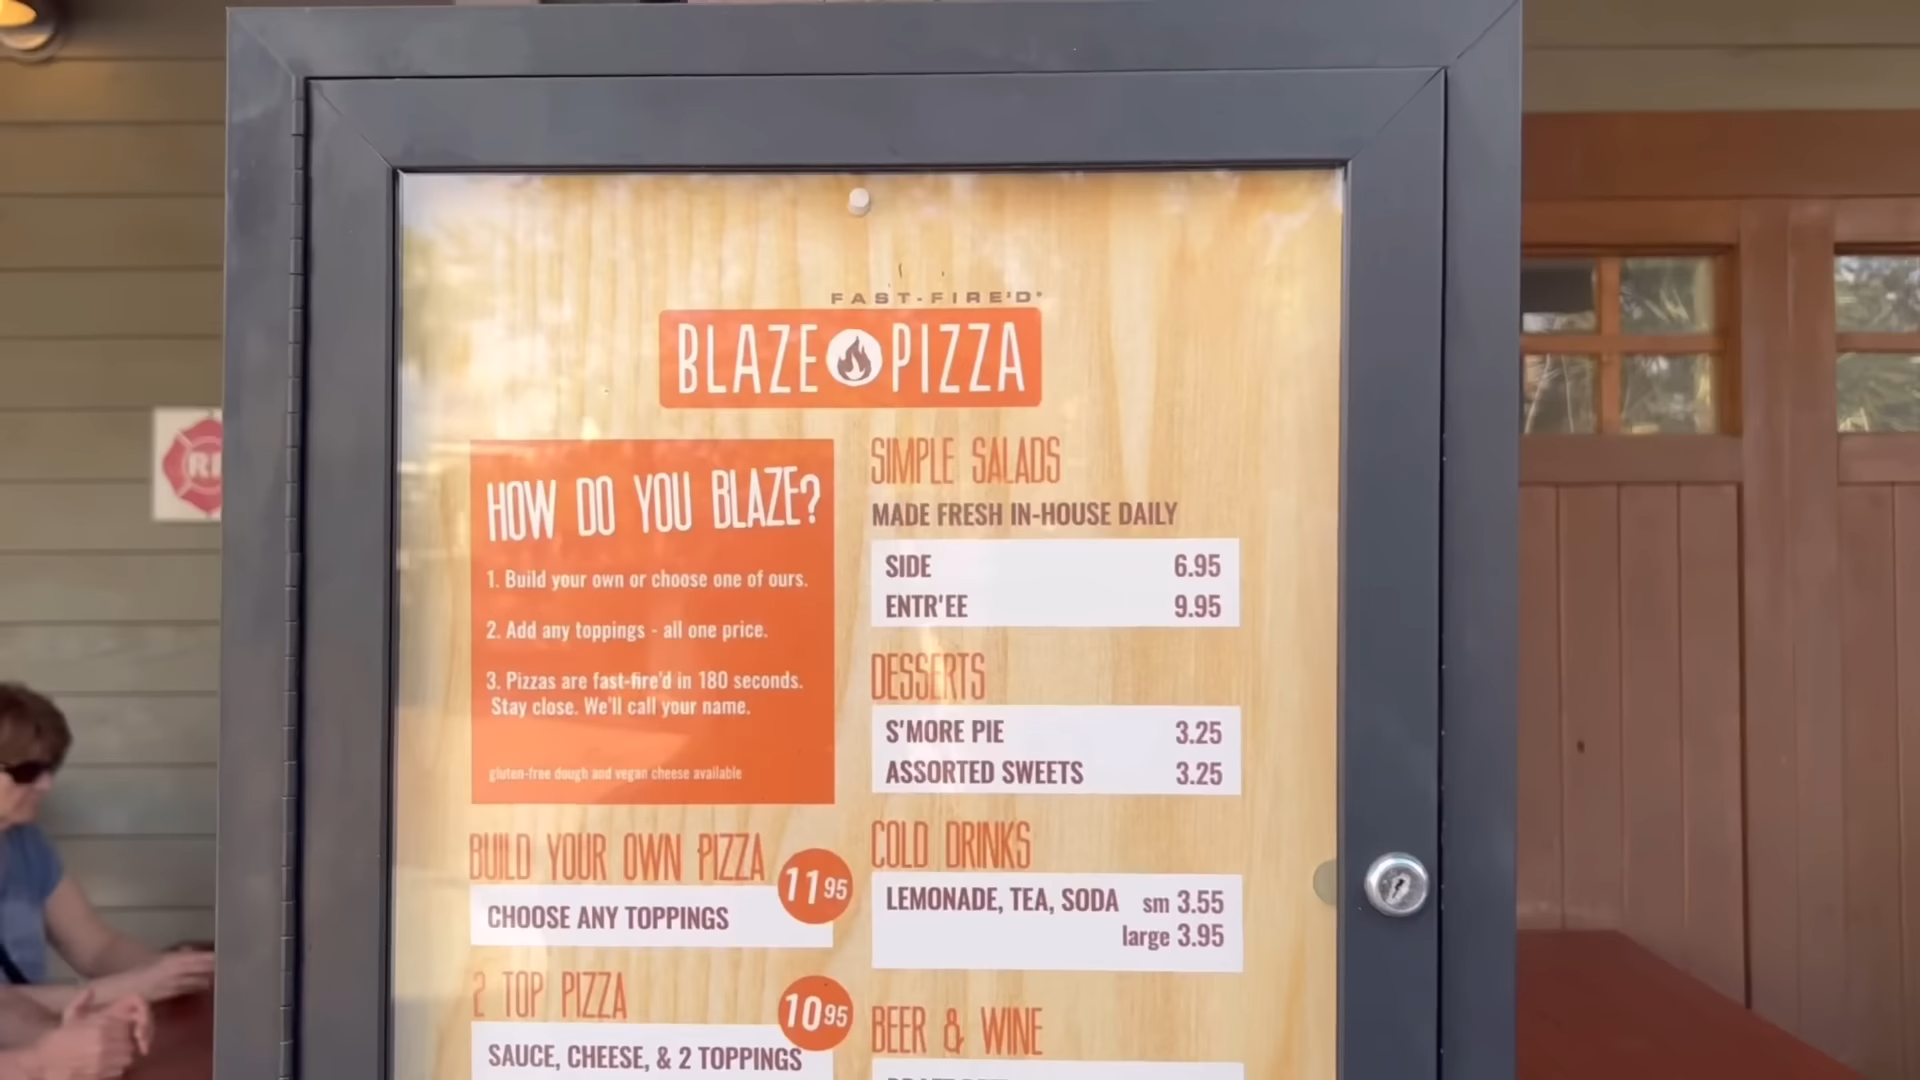 FAST-FIRE'D
BLAZE PIZZA
HOW DO YOU BLAZE?
1. Build your own or choose one of ours.
2. Add any toppings - all one price.
3. Pizzas are fast-fire'd in 180 seconds.
Stay close. We'll call your name.
gluten-free dough and vegan cheese available
BUILD YOUR OWN PIZZA 11 95
CHOOSE ANY TOPPINGS
2 TOP PIZZA 10 95
SAUCE, CHEESE, & 2 TOPPINGS
SIMPLE SALADS
MADE FRESH IN-HOUSE DAILY
SIDE 6.95
ENTR'EE 9.95
DESSERTS
S'MORE PIE 3.25
ASSORTED SWEETS 3.25
COLD DRINKS
LEMONADE, TEA, SODA sm 3.55
large 3.95
BEER & WINE